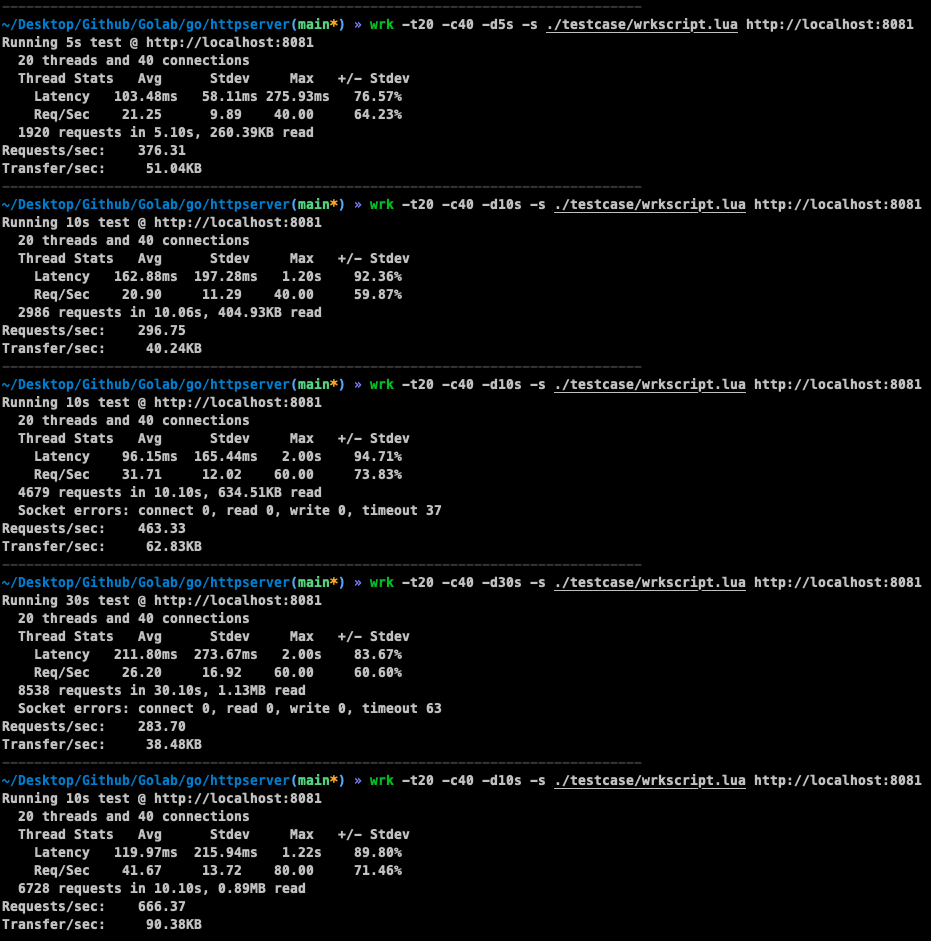 ~/Desktop/Github/Golab/go/httpserver(main*) » wrk -t20 -c40 -d5s -s ./testcase/wrkscript.lua http://localhost:8081
Running 5s test @ http://localhost:8081
  20 threads and 40 connections
  Thread Stats   Avg      Stdev     Max   +/- Stdev
    Latency   103.48ms   58.11ms 275.93ms   76.57%
    Req/Sec    21.25      9.89    40.00     64.23%
  1920 requests in 5.10s, 260.39KB read
Requests/sec:    376.31
Transfer/sec:     51.04KB
~/Desktop/Github/Golab/go/httpserver(main*) » wrk -t20 -c40 -d10s -s ./testcase/wrkscript.lua http://localhost:8081
Running 10s test @ http://localhost:8081
  20 threads and 40 connections
  Thread Stats   Avg      Stdev     Max   +/- Stdev
    Latency   162.88ms  197.28ms   1.20s    92.36%
    Req/Sec    20.90     11.29    40.00     59.87%
  2986 requests in 10.06s, 404.93KB read
Requests/sec:    296.75
Transfer/sec:     40.24KB
~/Desktop/Github/Golab/go/httpserver(main*) » wrk -t20 -c40 -d10s -s ./testcase/wrkscript.lua http://localhost:8081
Running 10s test @ http://localhost:8081
  20 threads and 40 connections
  Thread Stats   Avg      Stdev     Max   +/- Stdev
    Latency    96.15ms  165.44ms   2.00s    94.71%
    Req/Sec    31.71     12.02    60.00     73.83%
  4679 requests in 10.10s, 634.51KB read
  Socket errors: connect 0, read 0, write 0, timeout 37
Requests/sec:    463.33
Transfer/sec:     62.83KB
~/Desktop/Github/Golab/go/httpserver(main*) » wrk -t20 -c40 -d30s -s ./testcase/wrkscript.lua http://localhost:8081
Running 30s test @ http://localhost:8081
  20 threads and 40 connections
  Thread Stats   Avg      Stdev     Max   +/- Stdev
    Latency   211.80ms  273.67ms   2.00s    83.67%
    Req/Sec    26.20     16.92    60.00     60.60%
  8538 requests in 30.10s, 1.13MB read
  Socket errors: connect 0, read 0, write 0, timeout 63
Requests/sec:    283.70
Transfer/sec:     38.48KB
~/Desktop/Github/Golab/go/httpserver(main*) » wrk -t20 -c40 -d10s -s ./testcase/wrkscript.lua http://localhost:8081
Running 10s test @ http://localhost:8081
  20 threads and 40 connections
  Thread Stats   Avg      Stdev     Max   +/- Stdev
    Latency   119.97ms  215.94ms   1.22s    89.80%
    Req/Sec    41.67     13.72    80.00     71.46%
  6728 requests in 10.10s, 0.89MB read
Requests/sec:    666.37
Transfer/sec:     90.38KB